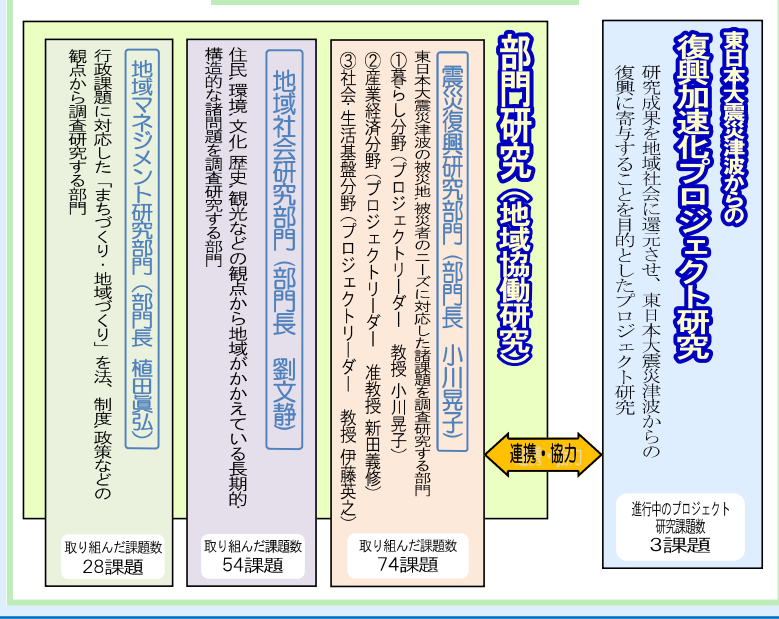 東日本大震災津波からの
復興加速化プロジェクト研究
研究成果を地域社会に還元させ、東日本大震災津波からの
復興に寄与することを目的としたプロジェクト研究
進行中のプロジェクト
研究課題数
3課題
連携・協力
部門研究（地域協働研究）
震災復興研究部門（部門長　小川晃子）
東日本大震災津波の被災地、被災者のニーズに対応した諸課題を調査研究する部門
①暮らし分野（プロジェクトリーダー　教授 小川晃子）
②産業経済分野（プロジェクトリーダー　准教授 新田義修）
③社会・生活基盤分野（プロジェクトリーダー　教授 伊藤英之）
取り組んだ課題数
74課題
地域社会研究部門（部門長　劉文静）
住民、環境、文化、歴史、観光などの観点から地域がかかえている長期的、
構造的な諸問題を調査研究する部門
取り組んだ課題数
54課題
地域マネジメント研究部門（部門長 植田眞弘）
行政課題に対応した「まちづくり・地域づくり」を法、制度、政策などの
観点から調査研究する部門
取り組んだ課題数
28課題